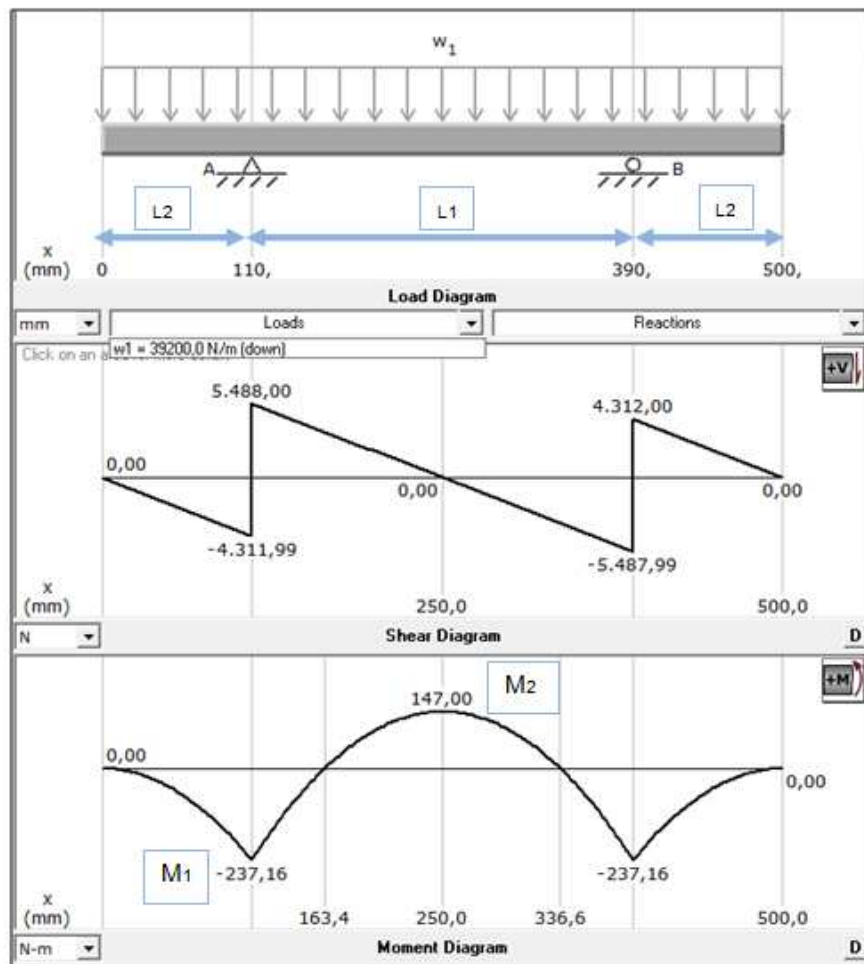 w1
A B
L2 L1 L2
x
(mm) 0 110, 390, 500,
Load Diagram
mm Loads Reactions
w1 = 39200,0 N/m (down)
Click on an a
+V
5.488,00 4.312,00
0,00 0,00 0,00
-4.311,99 -5.487,99
x
(mm) 250,0 500,0
N Shear Diagram D
+M
147,00 M2
0,00 0,00
M1 -237,16 -237,16
x
(mm) 163,4 250,0 336,6 500,0
N-m Moment Diagram D